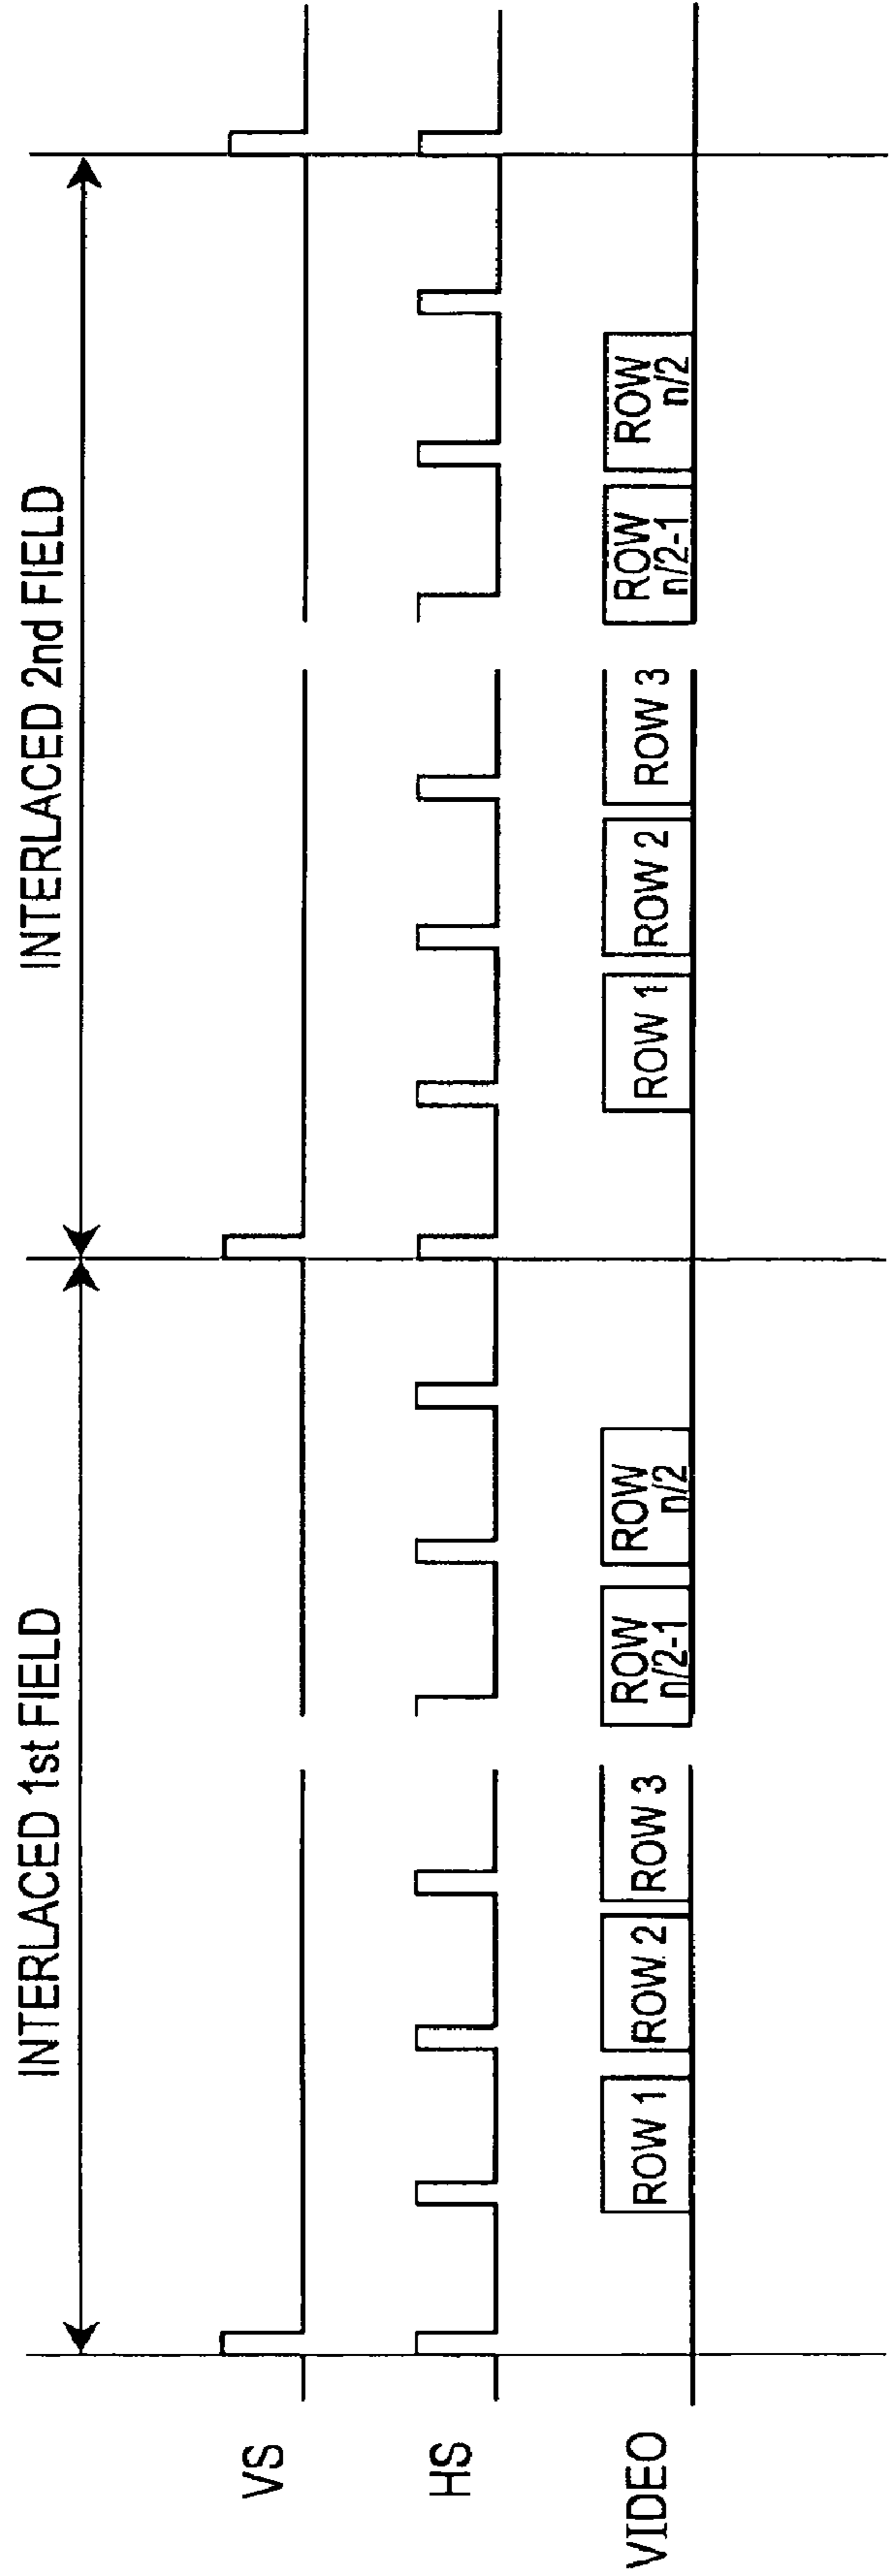 INTERLACED 1st FIELD
INTERLACED 2nd FIELD
VS
HS
VIDEO
ROW 1
ROW 2
ROW 3
ROW
n/2-1
ROW
n/2
ROW 1
ROW 2
ROW 3
ROW
n/2-1
ROW
n/2